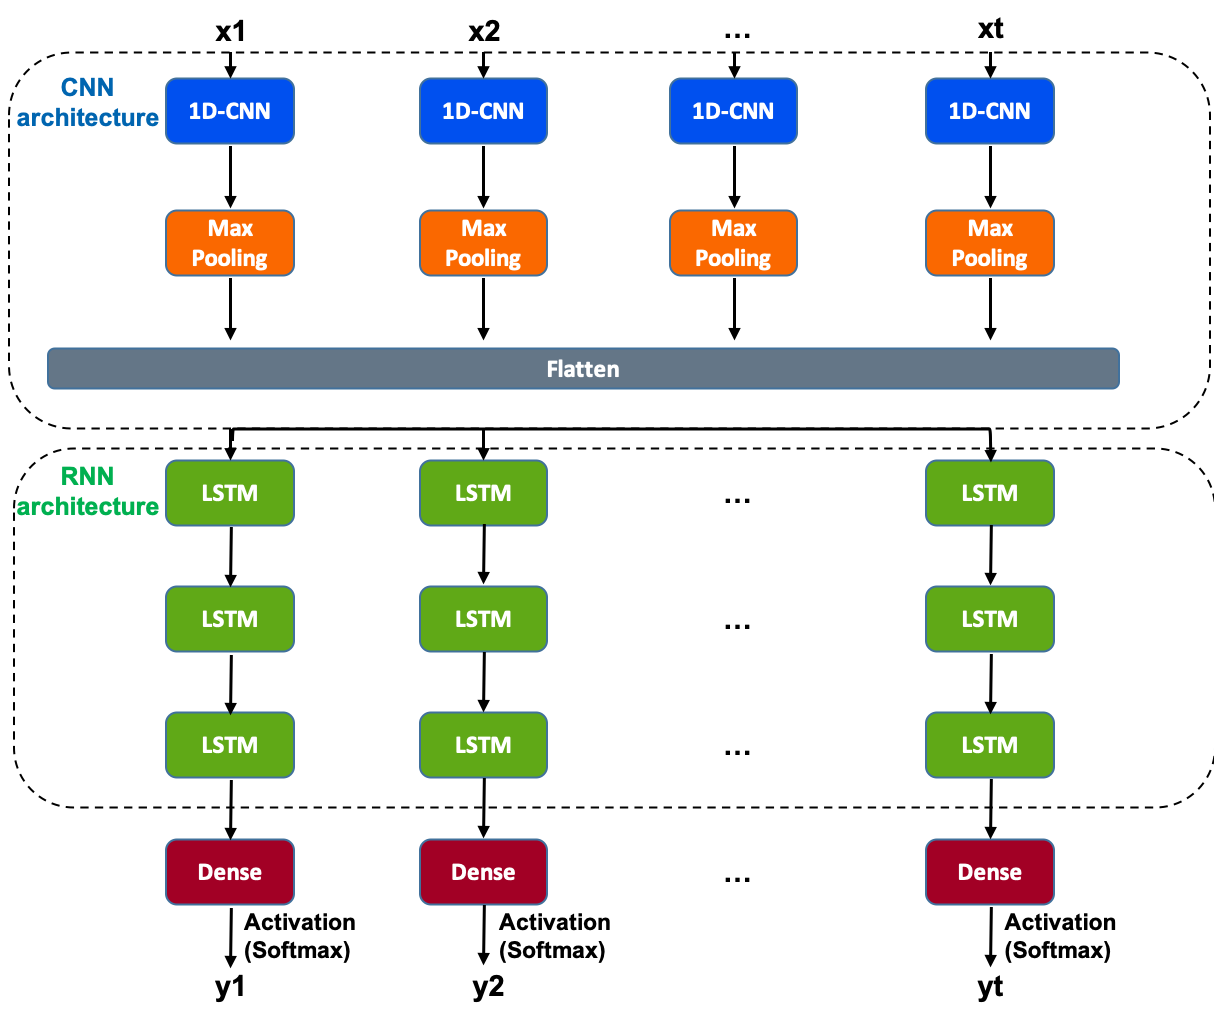 x1 x2 ... xt
CNN
architecture
1D-CNN 1D-CNN 1D-CNN 1D-CNN
Max
Pooling
Max
Pooling
Max
Pooling
Max
Pooling
Flatten
RNN
architecture
LSTM LSTM ... LSTM
LSTM LSTM ... LSTM
LSTM LSTM ... LSTM
Dense Dense ... Dense
Activation
(Softmax)
Activation
(Softmax)
Activation
(Softmax)
y1 y2 yt